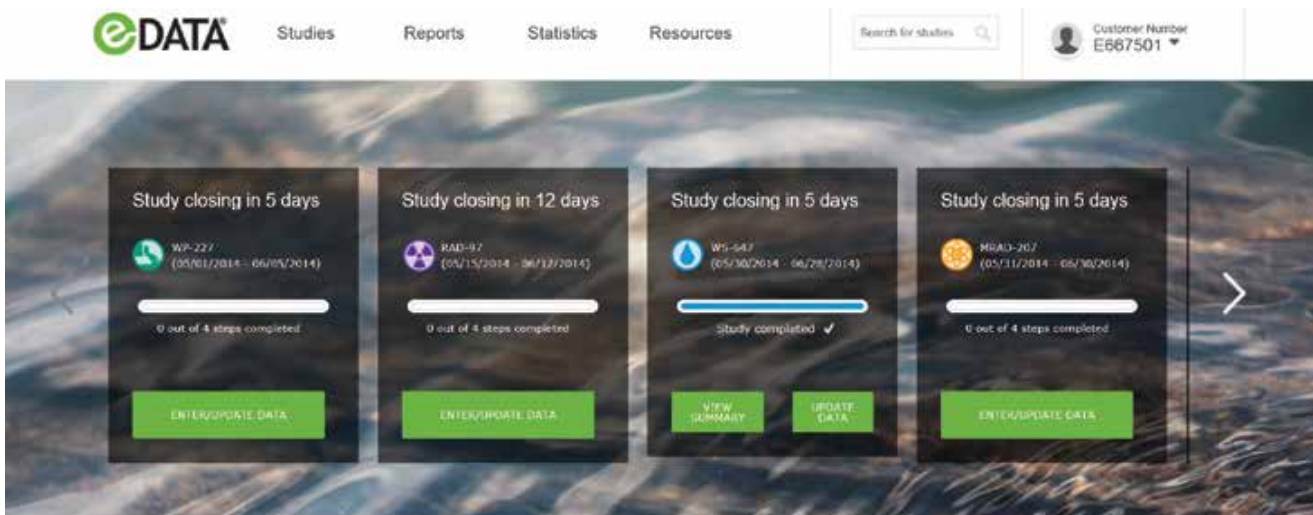 eDATA®
Studies
Reports
Statistics
Resources
Search for studies
Customer Number
E667501
Study closing in 5 days
WP-227
(05/01/2014 - 06/05/2014)
0 out of 4 steps completed
ENTER/UPDATE DATA
Study closing in 12 days
RAD-97
(05/15/2014 - 06/12/2014)
0 out of 4 steps completed
ENTER/UPDATE DATA
Study closing in 5 days
WS-647
(05/30/2014 - 06/28/2014)
Study completed ✓
VIEW
SUMMARY
UPDATE
DATA
Study closing in 5 days
MRAD-207
(05/31/2014 - 06/30/2014)
0 out of 4 steps completed
ENTER/UPDATE DATA